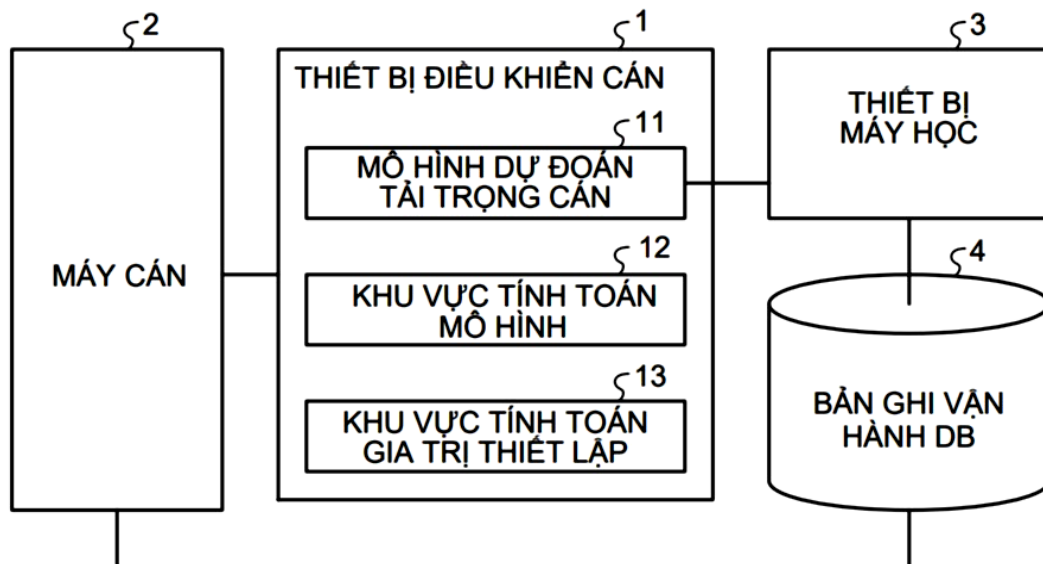 2
MÁY CÁN
1
THIẾT BỊ ĐIỀU KHIỂN CÁN
11
MÔ HÌNH DỰ ĐOÁN
TẢI TRỌNG CÁN
12
KHU VỰC TÍNH TOÁN
MÔ HÌNH
13
KHU VỰC TÍNH TOÁN
GIA TRỊ THIẾT LẬP
3
THIẾT BỊ
MÁY HỌC
4
BẢN GHI VẬN
HÀNH DB